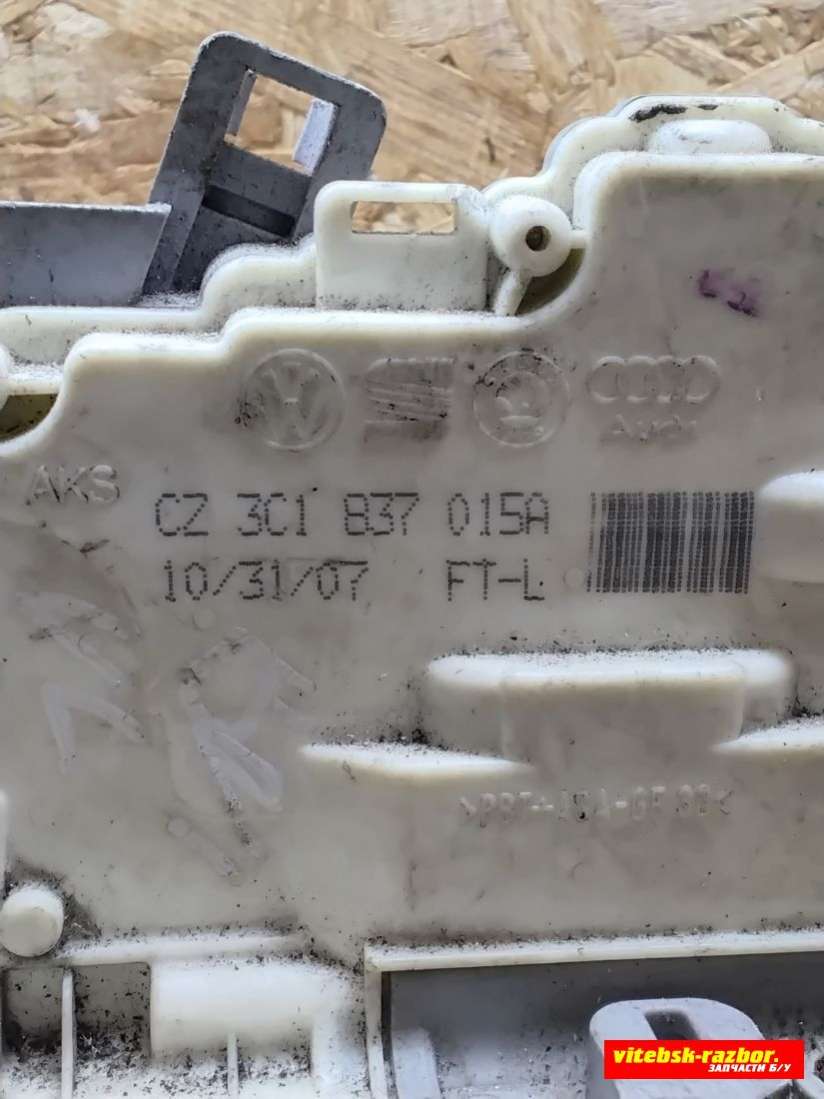 Audi
AKS
CZ 3C1 837 015A
10/31/07 FT-L
vitebsk-razbor.
ЗАПЧАСТИ Б/У